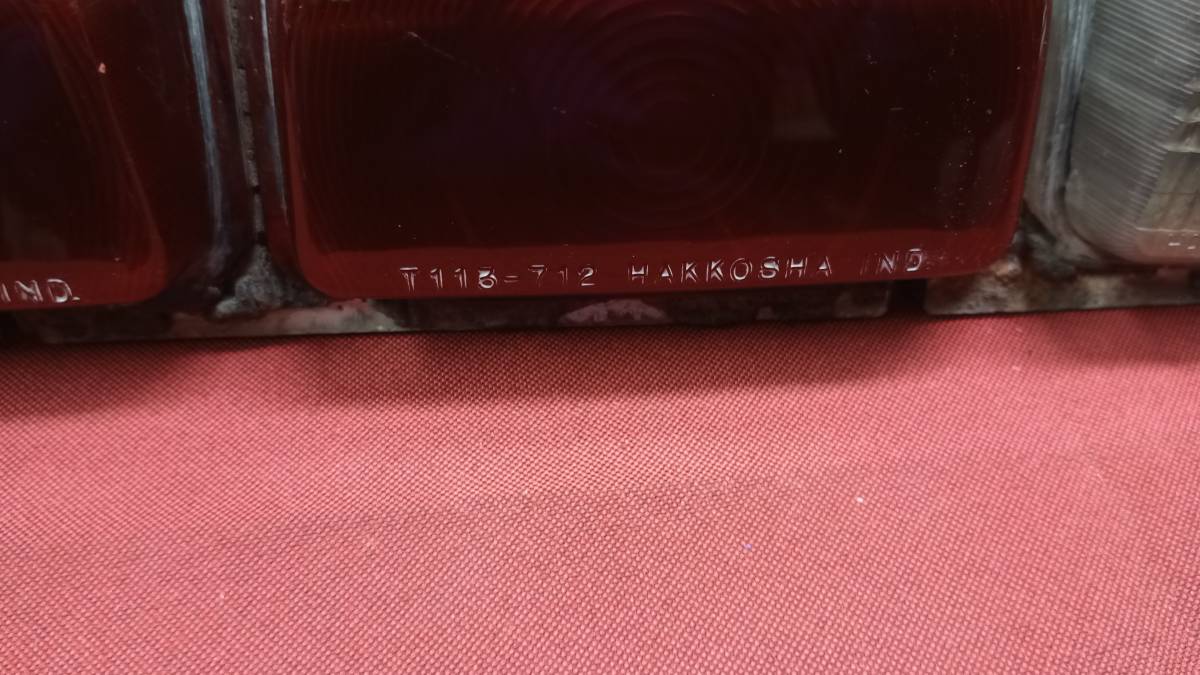 IND.
T113-712 HAKKOSHA IND